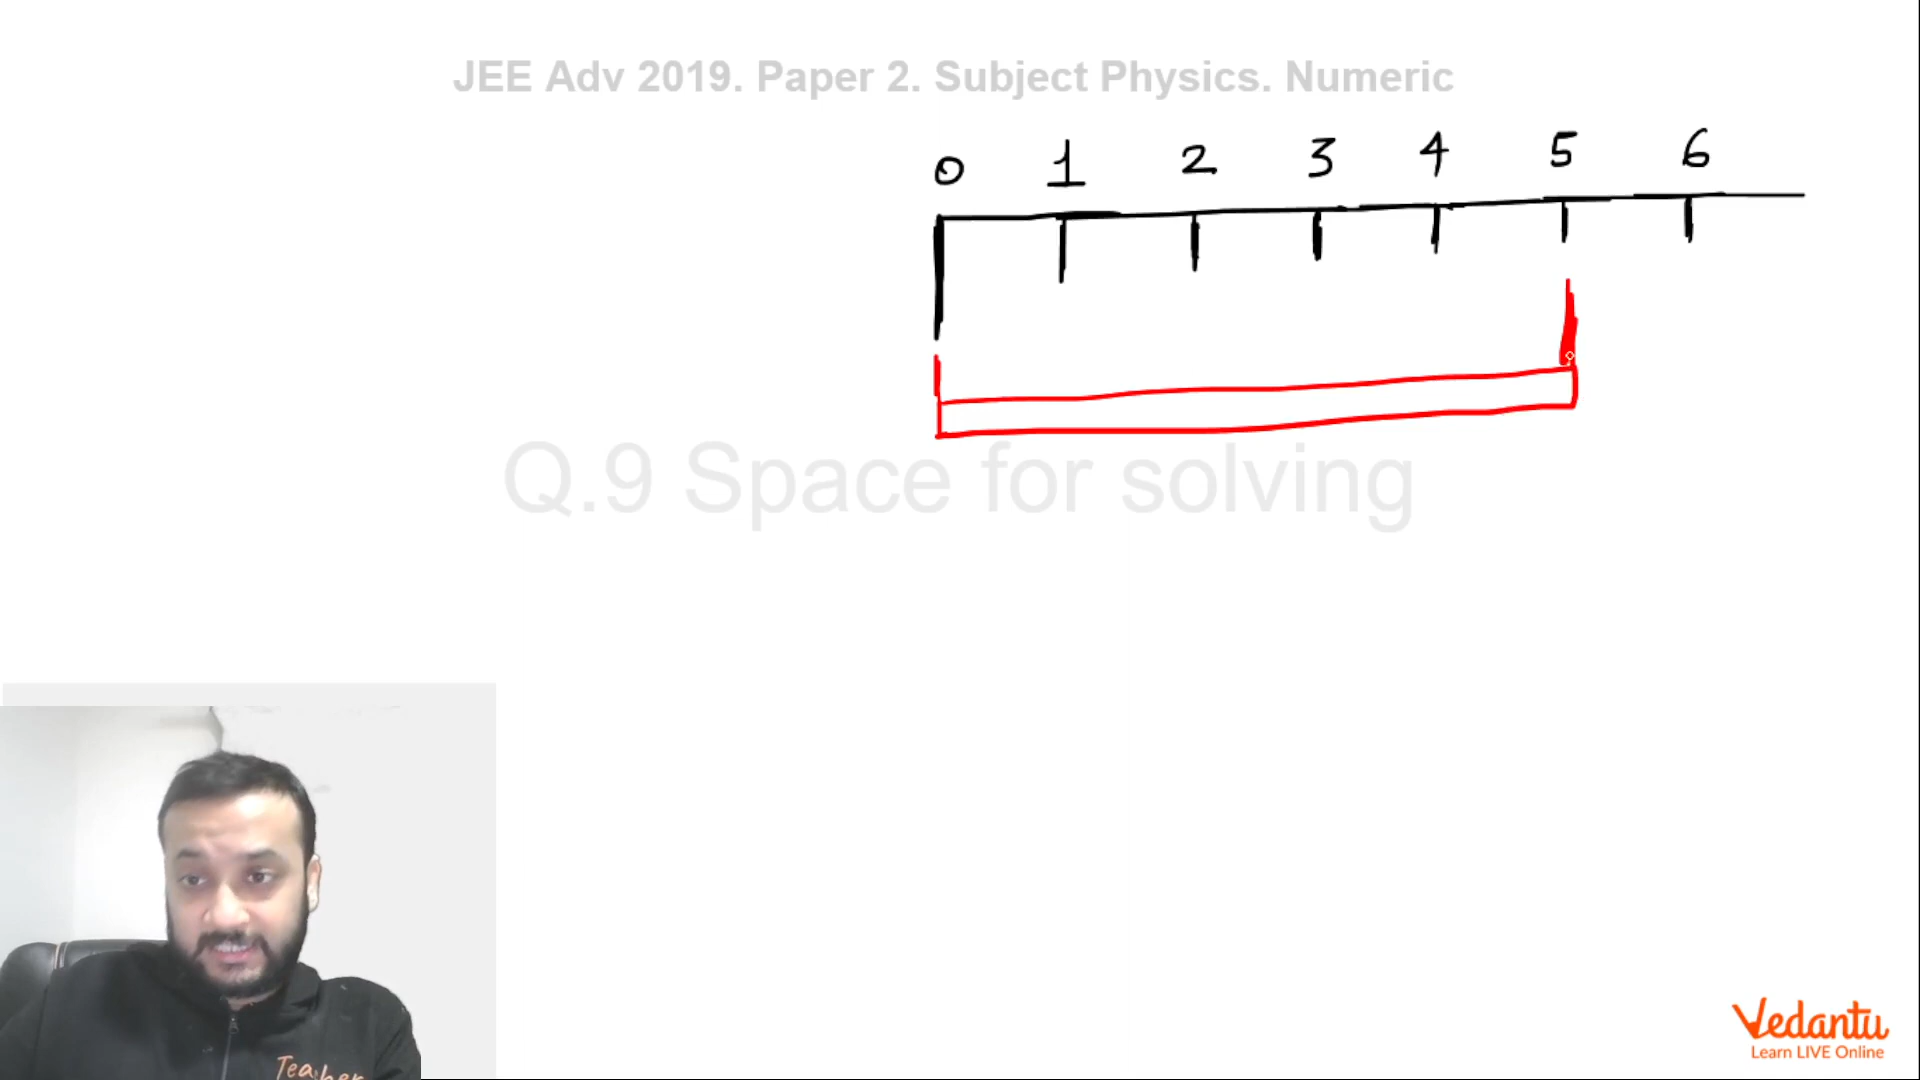 JEE Adv 2019. Paper 2. Subject Physics. Numeric
0 1 2 3 4 5 6
Q.9 Space for solving
Teacher
Vedantu
Learn LIVE Online